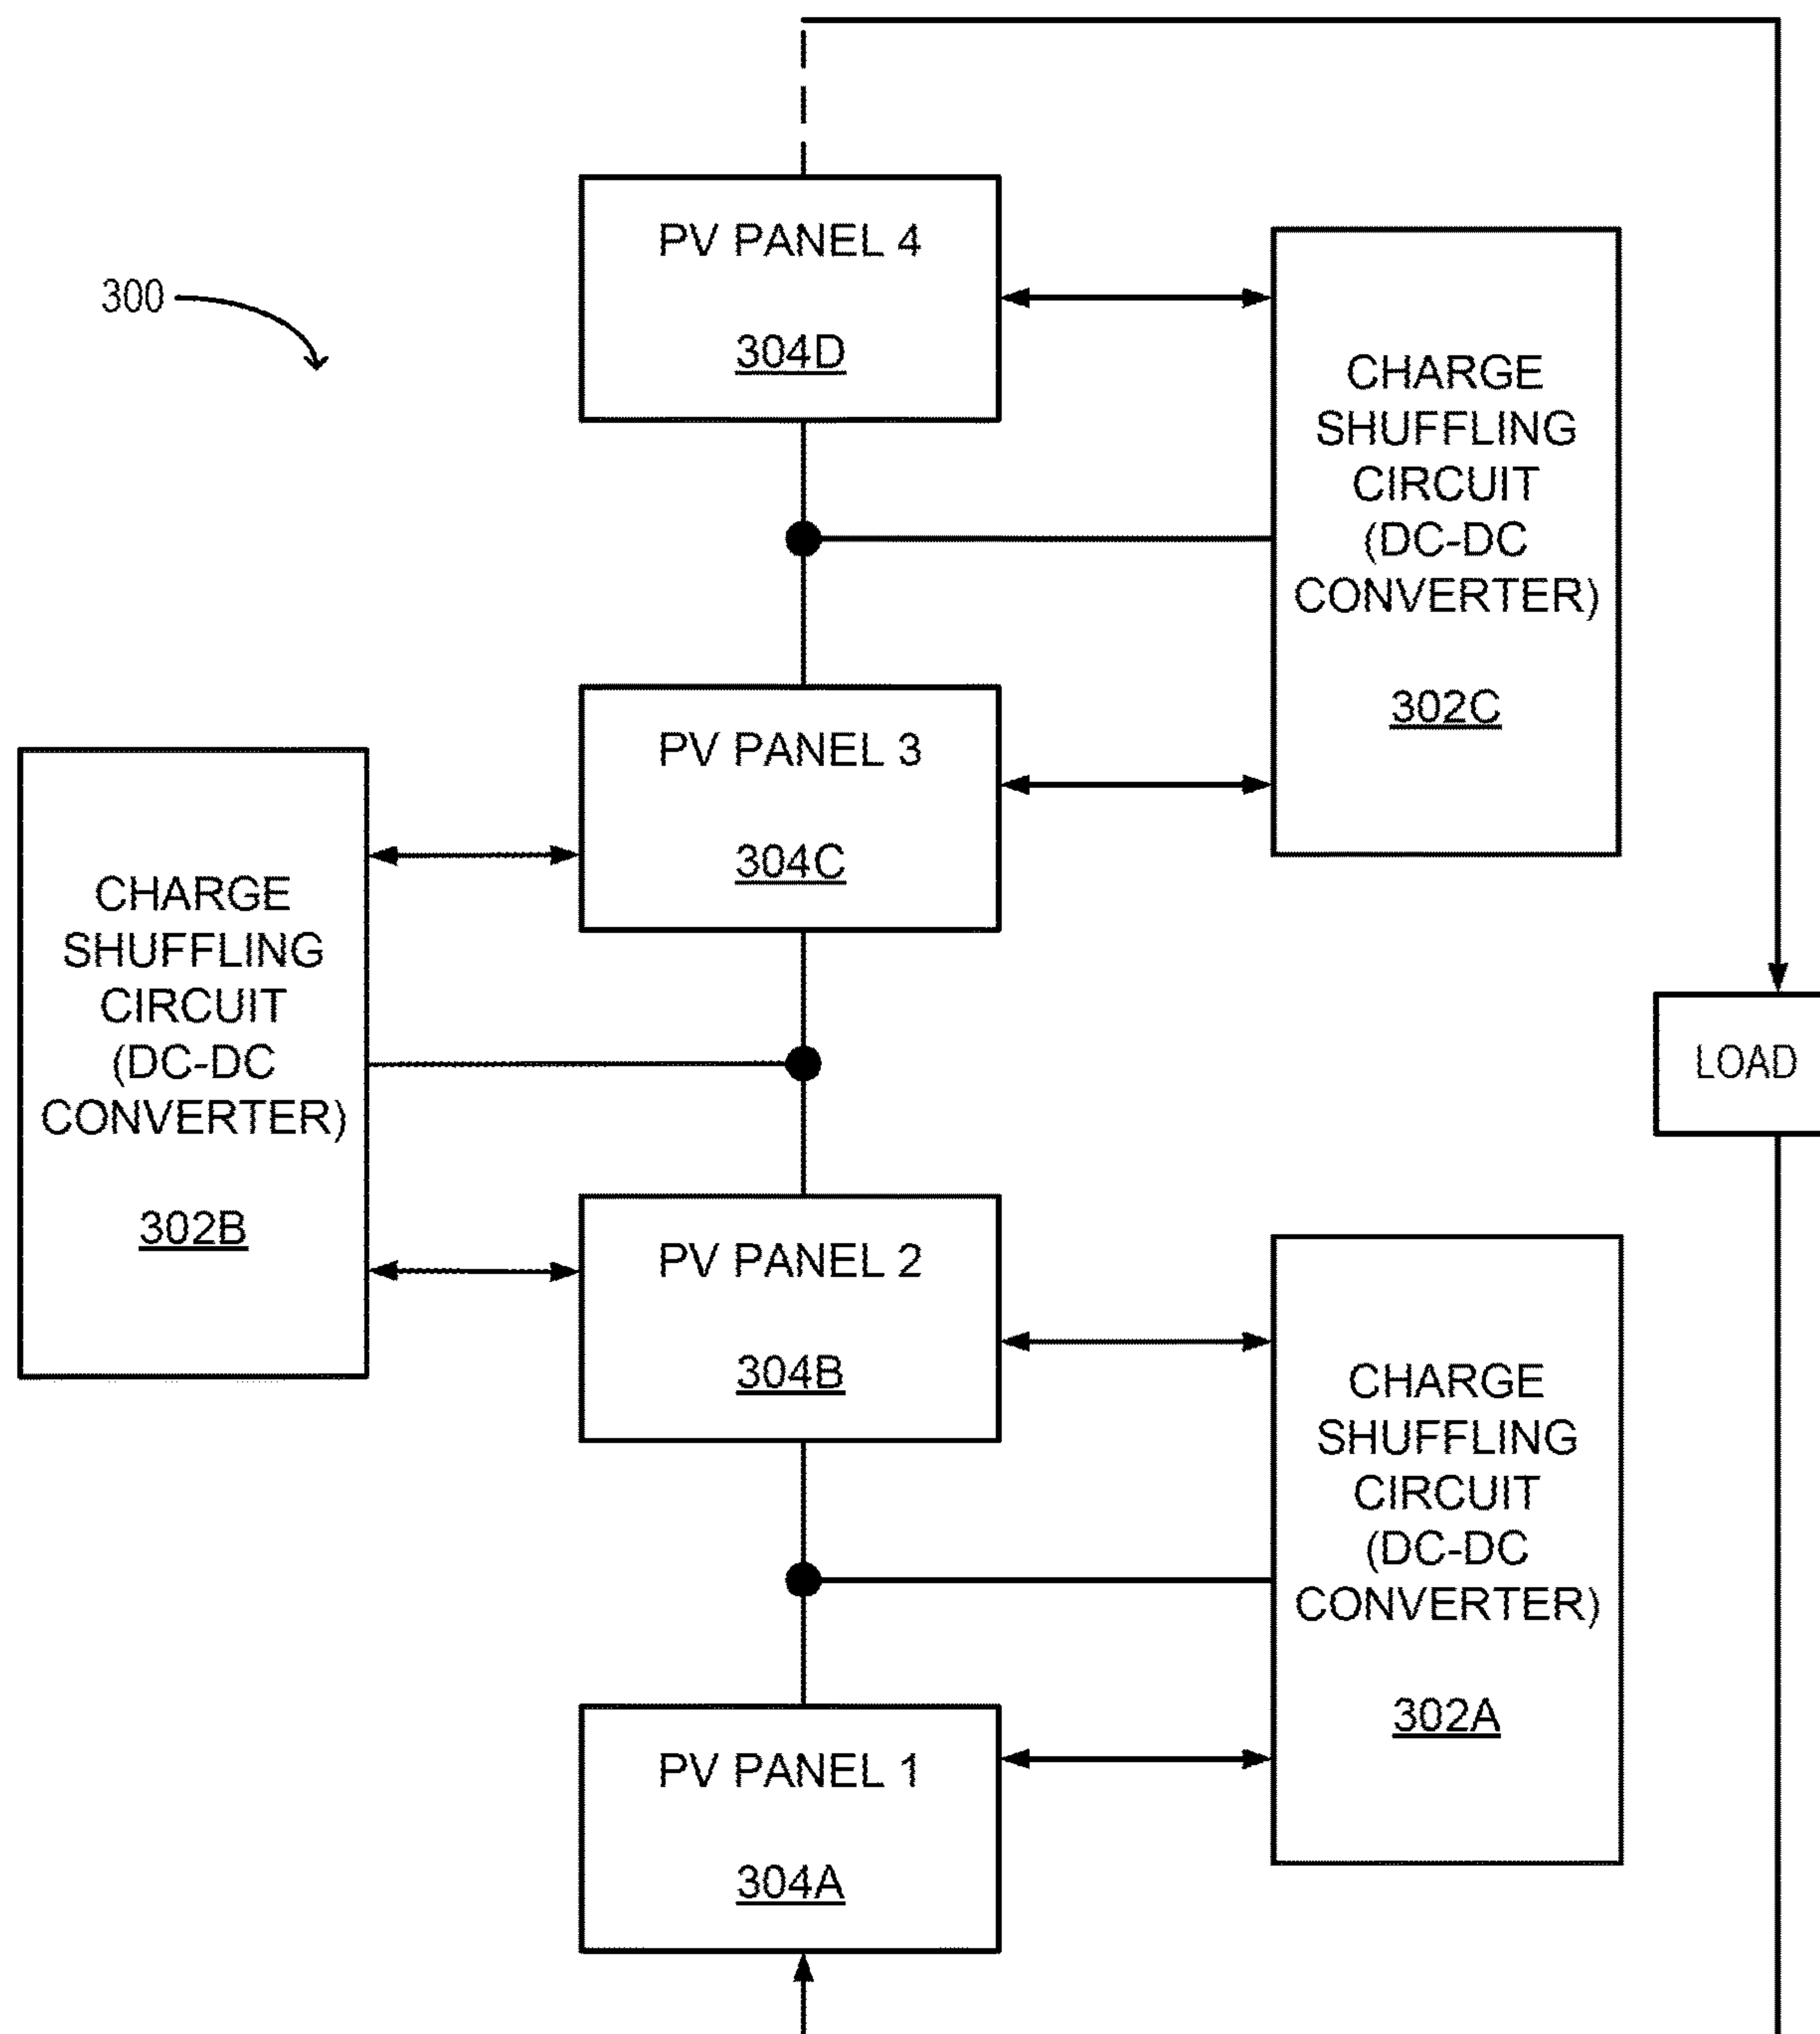 300
PV PANEL 4
304D
CHARGE
SHUFFLING
CIRCUIT
(DC-DC
CONVERTER)
302C
PV PANEL 3
304C
CHARGE
SHUFFLING
CIRCUIT
(DC-DC
CONVERTER)
302B
LOAD
PV PANEL 2
304B
CHARGE
SHUFFLING
CIRCUIT
(DC-DC
CONVERTER)
302A
PV PANEL 1
304A